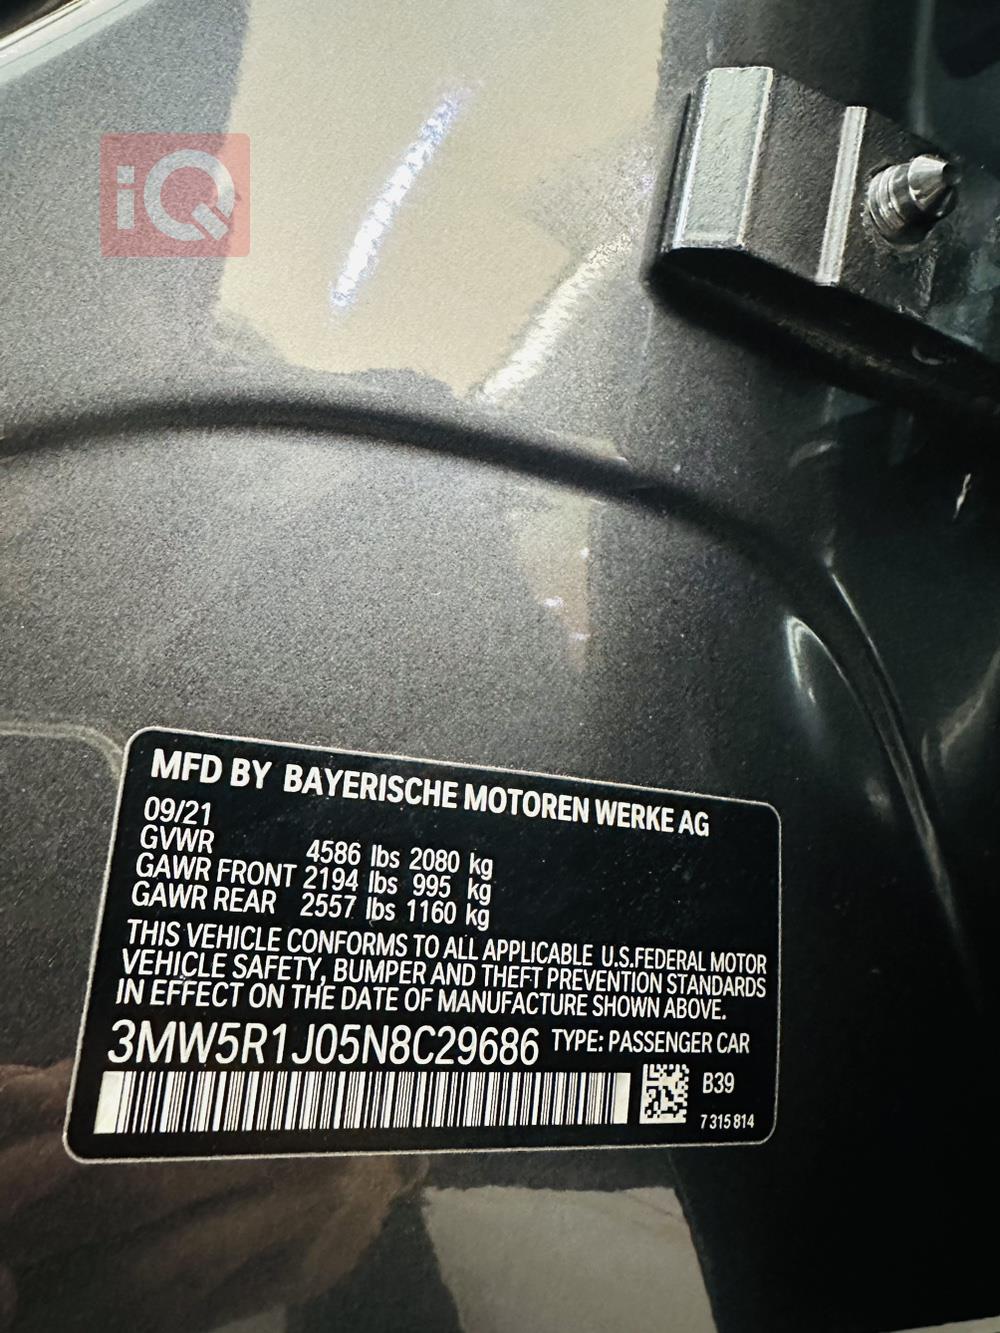 iQ
MFD BY BAYERISCHE MOTOREN WERKE AG
09/21
GVWR 4586 lbs 2080 kg
GAWR FRONT 2194 lbs 995 kg
GAWR REAR 2557 lbs 1160 kg
THIS VEHICLE CONFORMS TO ALL APPLICABLE U.S.FEDERAL MOTOR
VEHICLE SAFETY, BUMPER AND THEFT PREVENTION STANDARDS
IN EFFECT ON THE DATE OF MANUFACTURE SHOWN ABOVE.
3MW5R1J05N8C29686 TYPE: PASSENGER CAR
B39
7 315 814